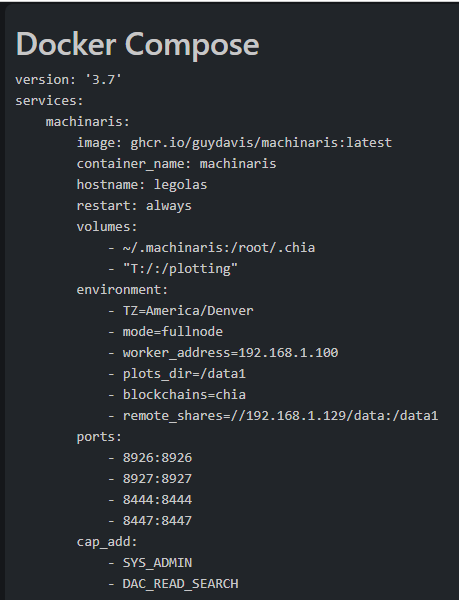 Docker Compose
version: '3.7'
services:
    machinaris:
        image: ghcr.io/guydavis/machinaris:latest
        container_name: machinaris
        hostname: legolas
        restart: always
        volumes:
            - ~/.machinaris:/root/.chia
            - "T:/:/plotting"
        environment:
            - TZ=America/Denver
            - mode=fullnode
            - worker_address=192.168.1.100
            - plots_dir=/data1
            - blockchains=chia
            - remote_shares=//192.168.1.129/data:/data1
        ports:
            - 8926:8926
            - 8927:8927
            - 8444:8444
            - 8447:8447
        cap_add:
            - SYS_ADMIN
            - DAC_READ_SEARCH